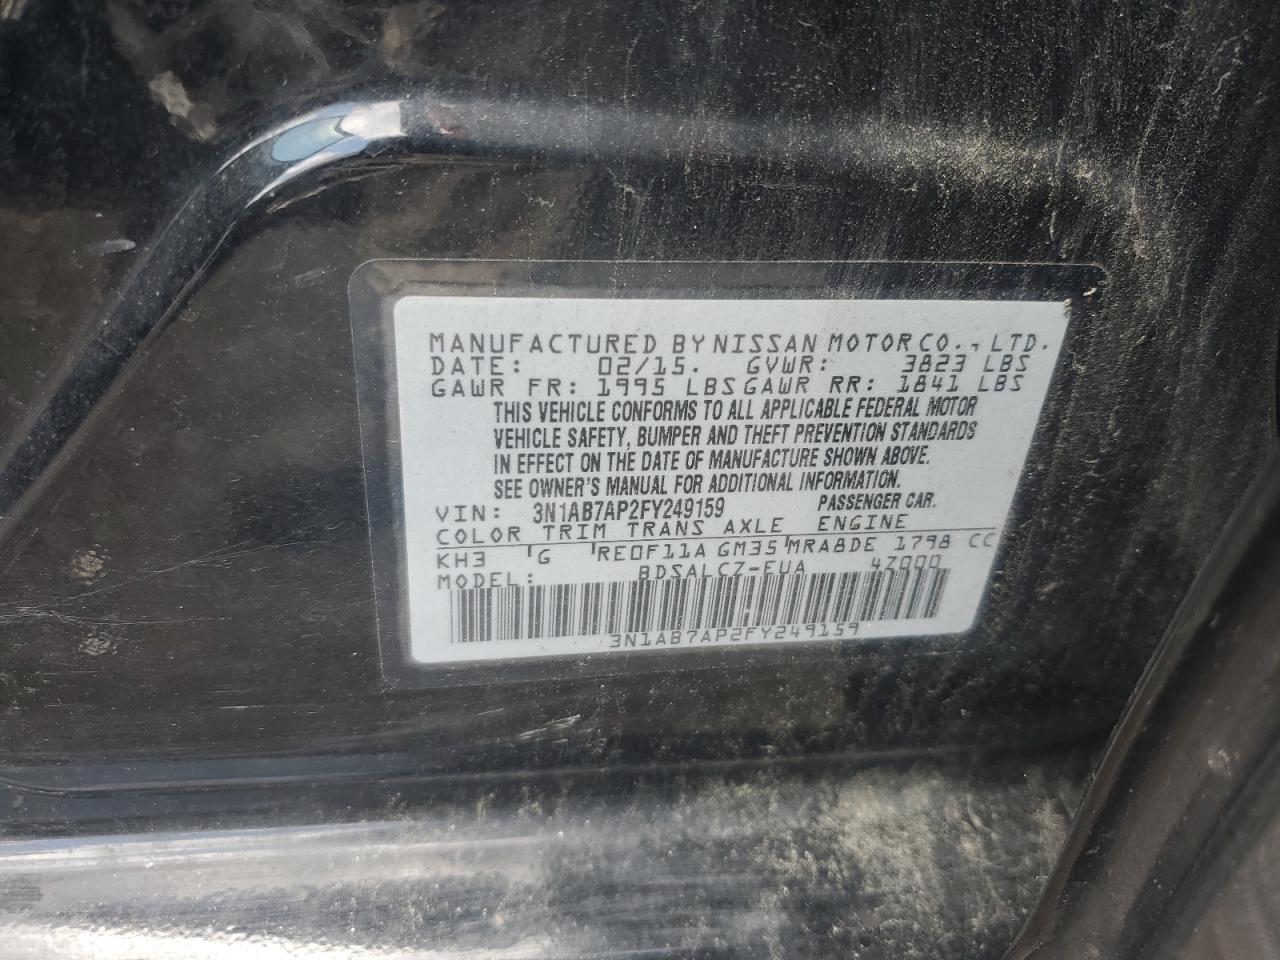 MANUFACTURED BY NISSAN MOTOR CO., LTD.
DATE: 02/15. GVWR: 3823 LBS
GAWR FR: 1995 LBS GAWR RR: 1841 LBS
THIS VEHICLE CONFORMS TO ALL APPLICABLE FEDERAL MOTOR
VEHICLE SAFETY, BUMPER AND THEFT PREVENTION STANDARDS
IN EFFECT ON THE DATE OF MANUFACTURE SHOWN ABOVE.
SEE OWNER'S MANUAL FOR ADDITIONAL INFORMATION.
VIN: 3N1AB7AP2FY249159 PASSENGER CAR.
COLOR TRIM TRANS AXLE ENGINE
KH3 G RE0F11A GM35 MRA8DE 1798 CC
MODEL: BDSALCZ-EUA 47000
3N1AB7AP2FY249159